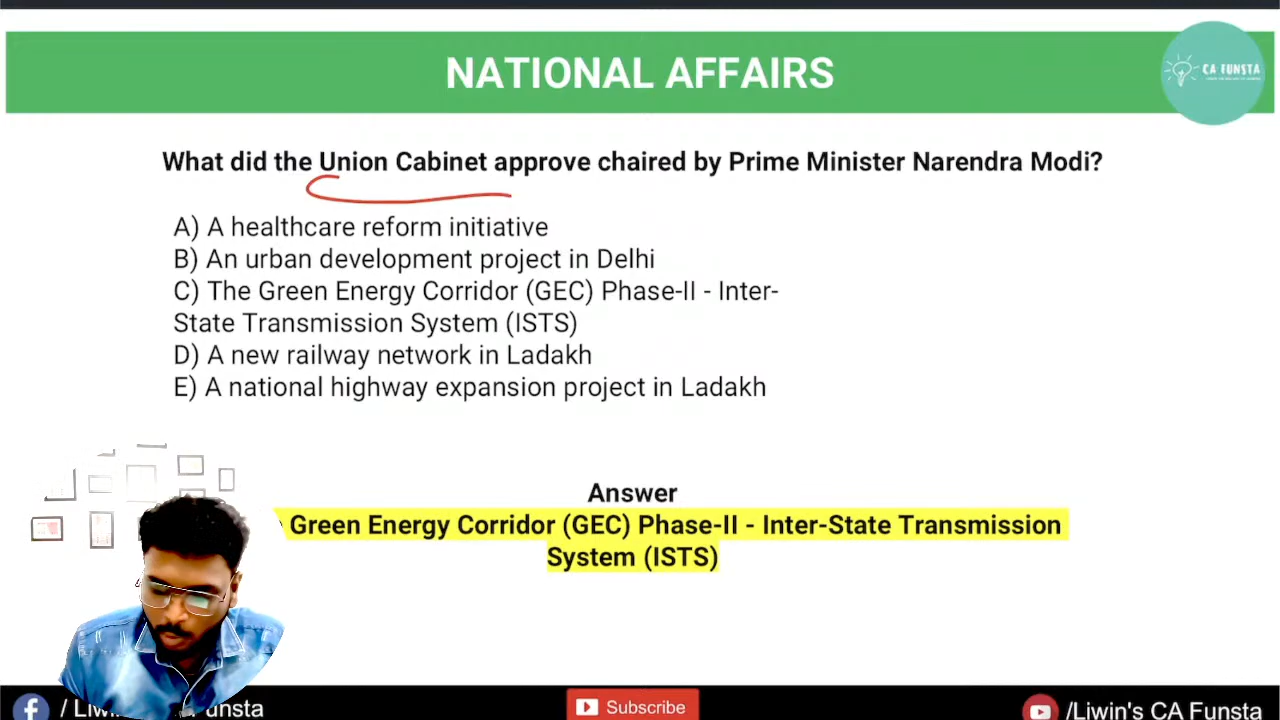 NATIONAL AFFAIRS
CA FUNSTA
What did the Union Cabinet approve chaired by Prime Minister Narendra Modi?
A) A healthcare reform initiative
B) An urban development project in Delhi
C) The Green Energy Corridor (GEC) Phase-II - Inter-
State Transmission System (ISTS)
D) A new railway network in Ladakh
E) A national highway expansion project in Ladakh
Answer
Green Energy Corridor (GEC) Phase-II - Inter-State Transmission
System (ISTS)
Subscribe
/Liwin's CA Funsta